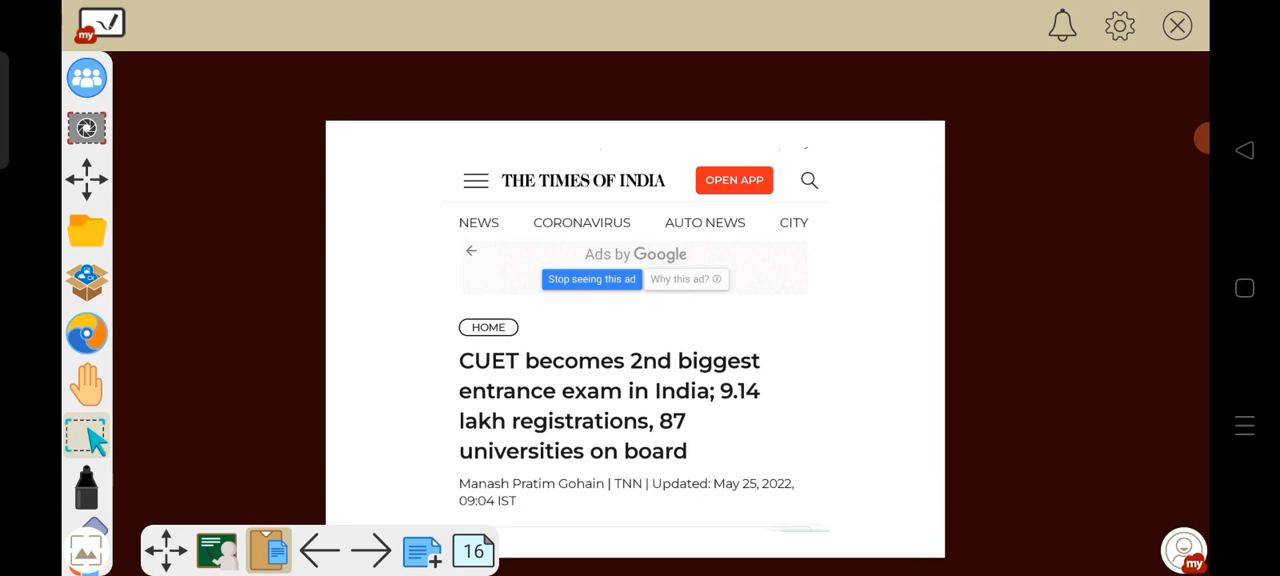 my
THE TIMES OF INDIA
OPEN APP
NEWS CORONAVIRUS AUTO NEWS CITY
Ads by Google
Stop seeing this ad Why this ad?
HOME
CUET becomes 2nd biggest
entrance exam in India; 9.14
lakh registrations, 87
universities on board
Manash Pratim Gohain | TNN | Updated: May 25, 2022,
09:04 IST
16
my